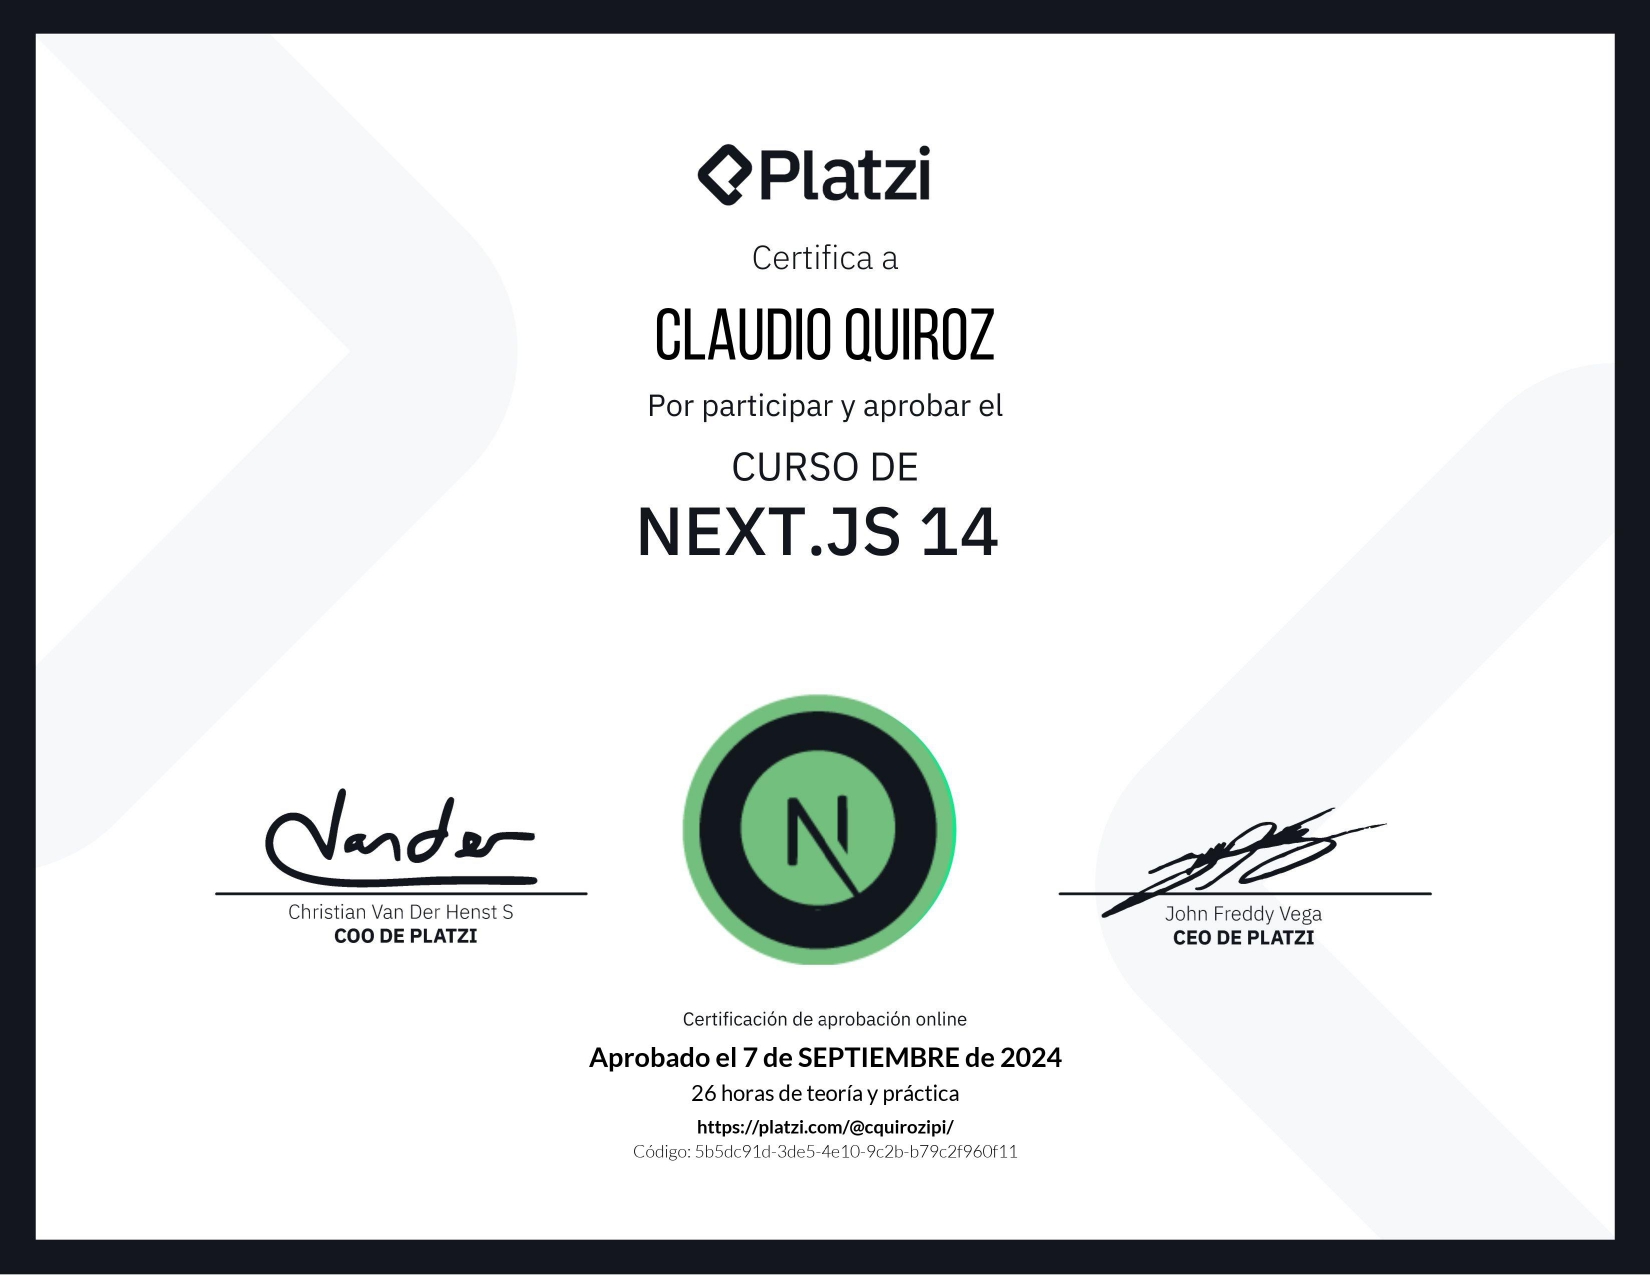 Platzi
Certifica a
CLAUDIO QUIROZ
Por participar y aprobar el
CURSO DE
NEXT.JS 14
N
Vander
Christian Van Der Henst S
COO DE PLATZI
John Freddy Vega
CEO DE PLATZI
Certificación de aprobación online
Aprobado el 7 de SEPTIEMBRE de 2024
26 horas de teoría y práctica
https://platzi.com/@cquirozipi/
Código: 5b5dc91d-3de5-4e10-9c2b-b79c2f960f11